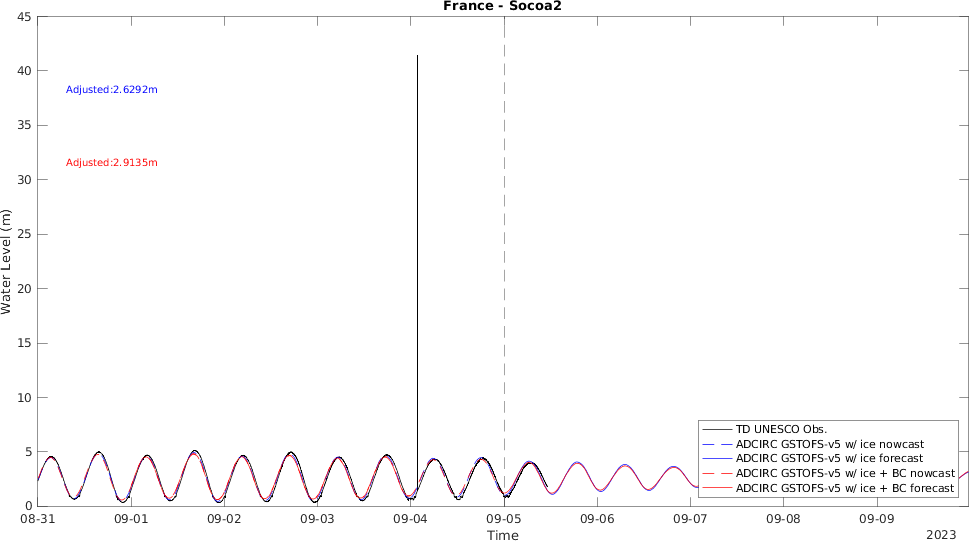 France - Socoa2
45
40
35
30
25
20
15
10
5
0
Water Level (m)
Adjusted:2.6292m
Adjusted:2.9135m
TD UNESCO Obs.
ADCIRC GSTOFS-v5 w/ ice nowcast
ADCIRC GSTOFS-v5 w/ ice forecast
ADCIRC GSTOFS-v5 w/ ice + BC nowcast
ADCIRC GSTOFS-v5 w/ ice + BC forecast
08-31 09-01 09-02 09-03 09-04 09-05 09-06 09-07 09-08 09-09
Time
2023